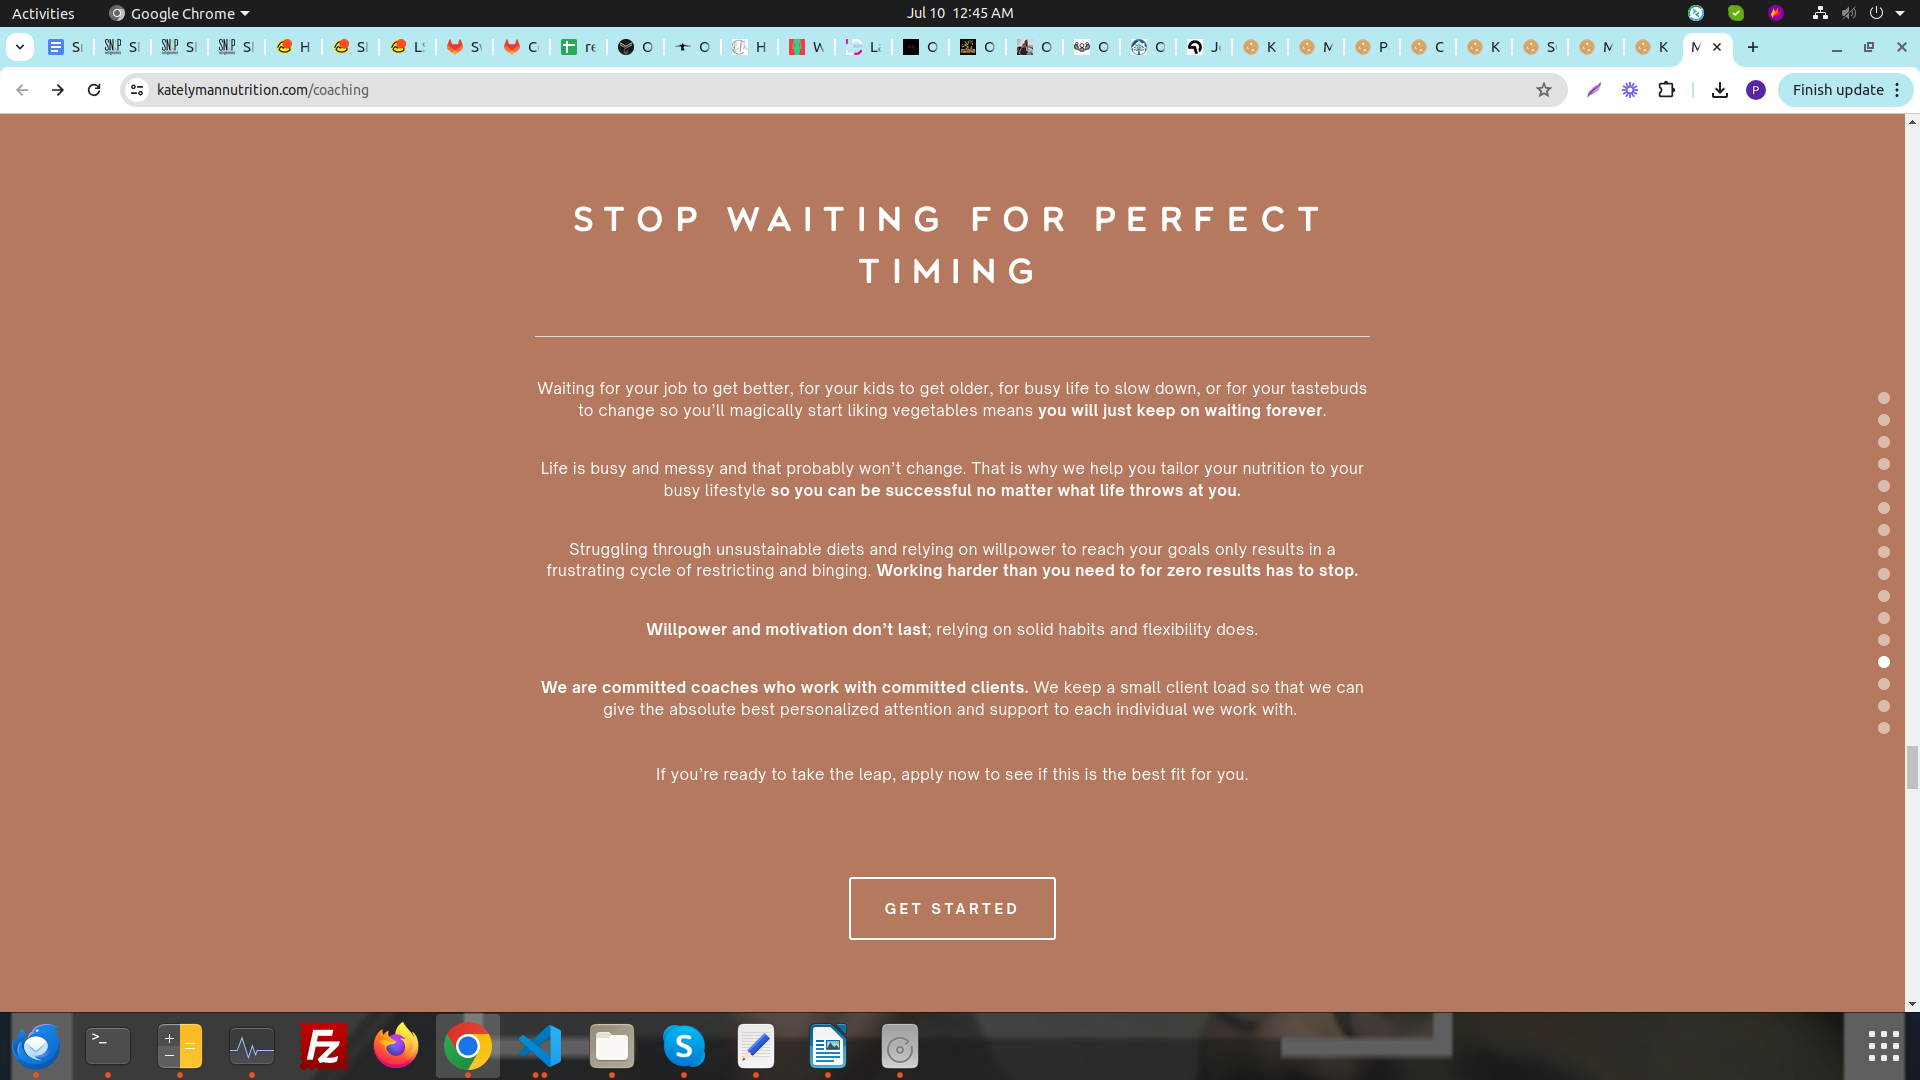 Activities
Google Chrome
Jul 10 12:45 AM
katelymannutrition.com/coaching
Finish update
STOP WAITING FOR PERFECT
TIMING
Waiting for your job to get better, for your kids to get older, for busy life to slow down, or for your tastebuds
to change so you’ll magically start liking vegetables means you will just keep on waiting forever.
Life is busy and messy and that probably won’t change. That is why we help you tailor your nutrition to your
busy lifestyle so you can be successful no matter what life throws at you.
Struggling through unsustainable diets and relying on willpower to reach your goals only results in a
frustrating cycle of restricting and binging. Working harder than you need to for zero results has to stop.
Willpower and motivation don’t last; relying on solid habits and flexibility does.
We are committed coaches who work with committed clients. We keep a small client load so that we can
give the absolute best personalized attention and support to each individual we work with.
If you’re ready to take the leap, apply now to see if this is the best fit for you.
GET STARTED